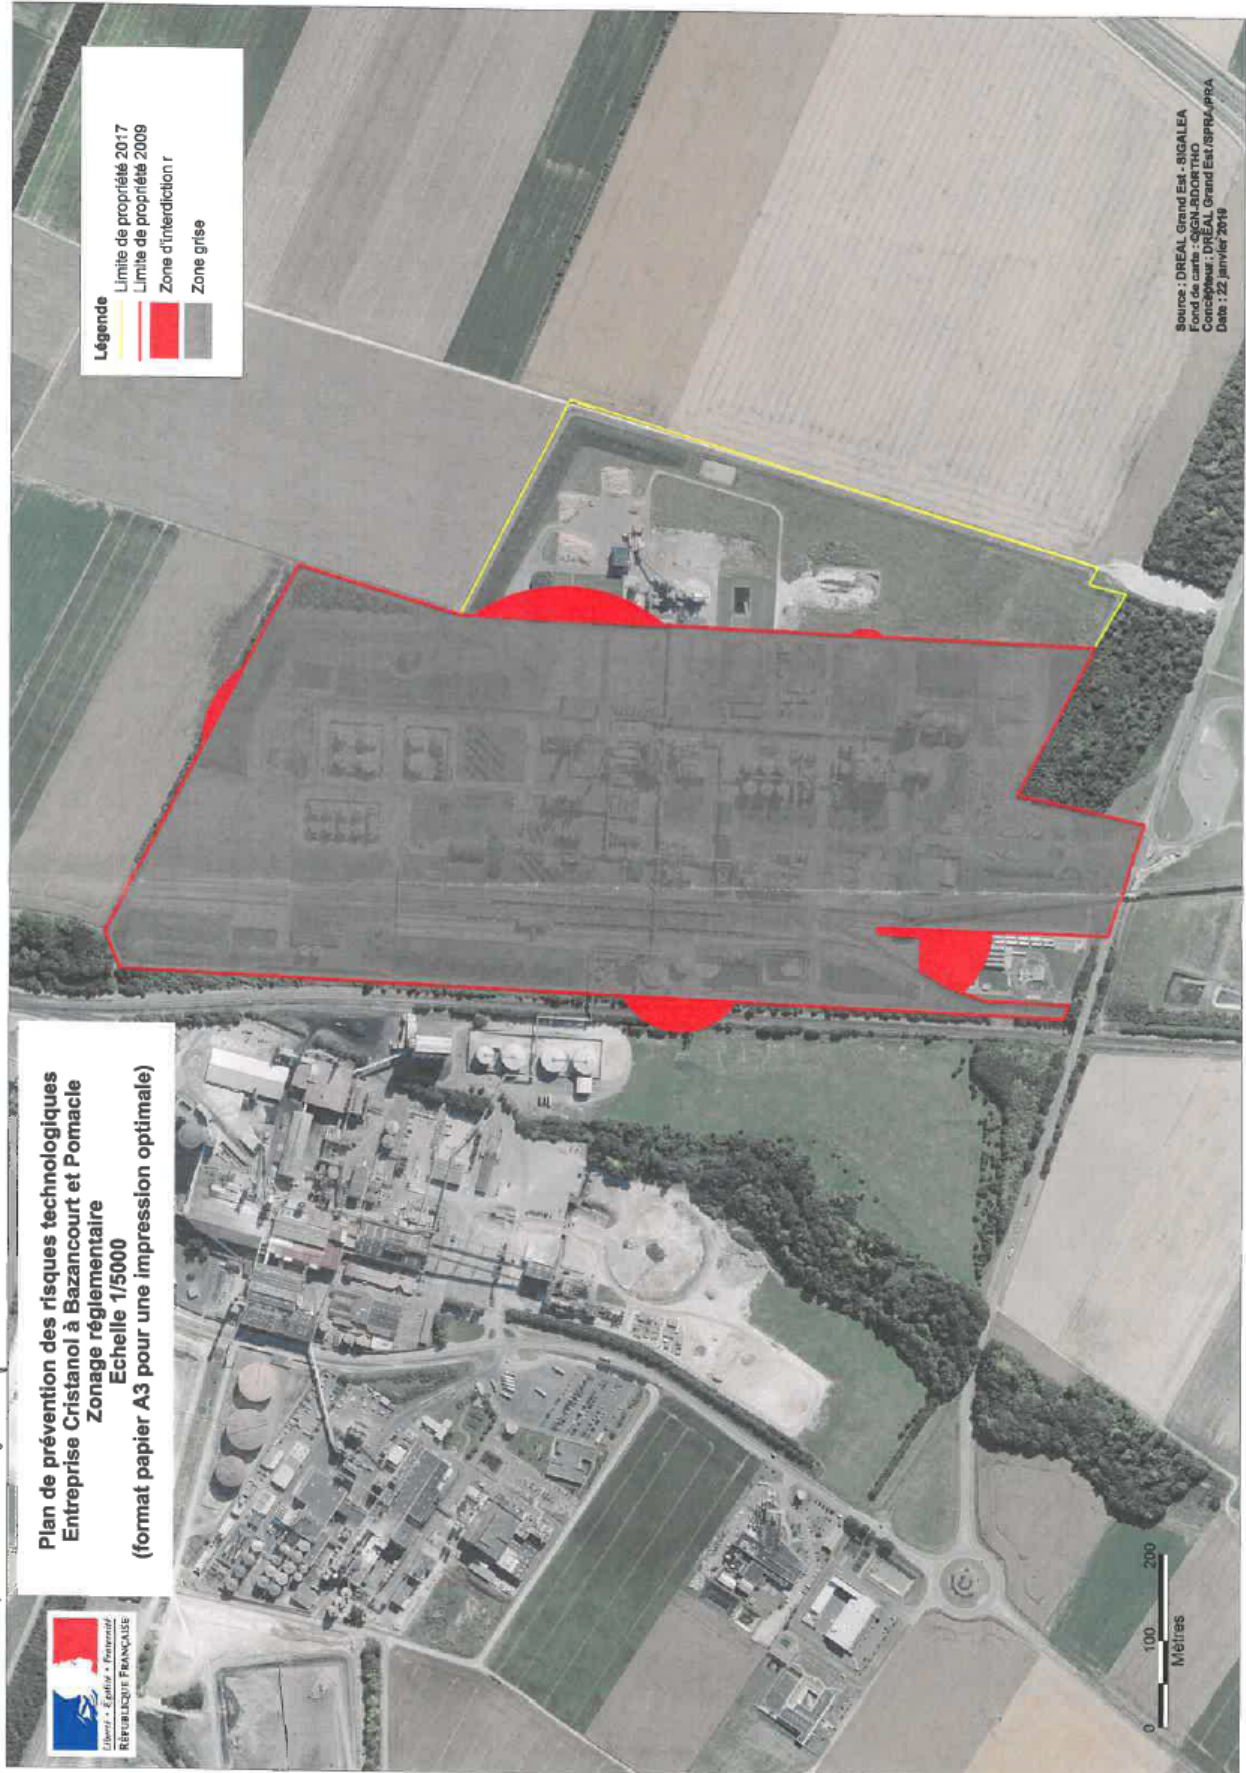 Plan de prévention des risques technologiques
Entreprise Cristanol à Bazancourt et Pomacle
Zonage réglementaire
Echelle 1/5000
(format papier A3 pour une impression optimale)
Liberté • Égalité • Fraternité
RÉPUBLIQUE FRANÇAISE
Légende
Limite de propriété 2017
Limite de propriété 2009
Zone d'interdiction r
Zone grise
0 100 200
Mètres
Source : DREAL Grand Est - SIGALEA
Fond de carte : ©IGN-BDORTHO
Concepteur : DREAL Grand Est/SPRA/PRA
Date : 22 janvier 2019